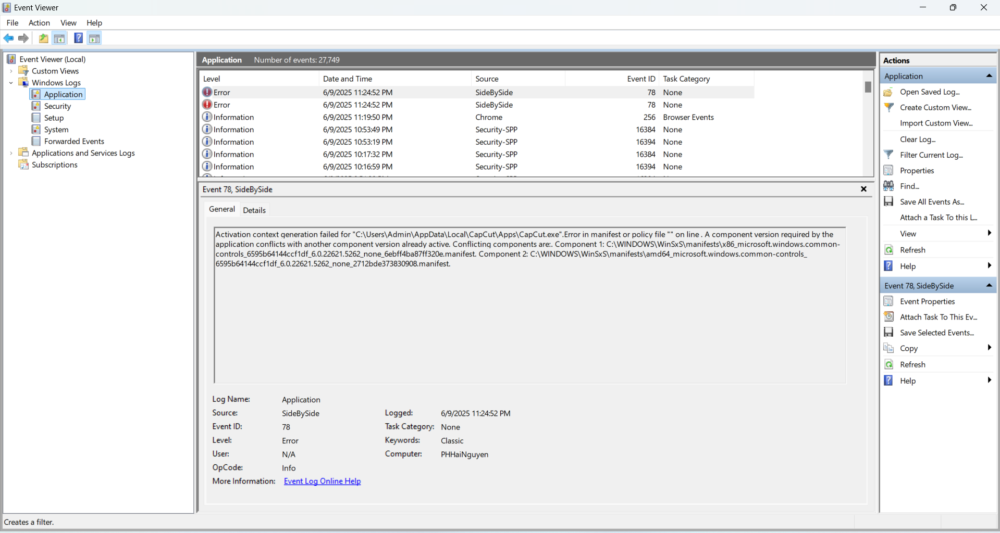 Event Viewer
File Action View Help
Event Viewer (Local)
Custom Views
Windows Logs
Application
Security
Setup
System
Forwarded Events
Applications and Services Logs
Subscriptions
Application Number of events: 27,749
Level Date and Time Source Event ID Task Category
Error 6/9/2025 11:24:52 PM SideBySide 78 None
Error 6/9/2025 11:24:52 PM SideBySide 78 None
Information 6/9/2025 11:19:50 PM Chrome 256 Browser Events
Information 6/9/2025 10:53:49 PM Security-SPP 16384 None
Information 6/9/2025 10:53:19 PM Security-SPP 16394 None
Information 6/9/2025 10:17:32 PM Security-SPP 16384 None
Information 6/9/2025 10:16:59 PM Security-SPP 16394 None
Event 78, SideBySide
General Details
Activation context generation failed for "C:\Users\Admin\AppData\Local\CapCut\Apps\CapCut.exe".Error in manifest or policy file "" on line . A component version required by the
application conflicts with another component version already active. Conflicting components are:. Component 1: C:\WINDOWS\WinSxS\manifests\x86_microsoft.windows.common-
controls_6595b64144ccf1df_6.0.22621.5262_none_6ebff4ba87ff320e.manifest. Component 2: C:\WINDOWS\WinSxS\manifests\amd64_microsoft.windows.common-controls_
6595b64144ccf1df_6.0.22621.5262_none_2712bde373830908.manifest.
Log Name: Application
Source: SideBySide Logged: 6/9/2025 11:24:52 PM
Event ID: 78 Task Category: None
Level: Error Keywords: Classic
User: N/A Computer: PHHaiNguyen
OpCode: Info
More Information: Event Log Online Help
Actions
Application
Open Saved Log...
Create Custom View...
Import Custom View...
Clear Log...
Filter Current Log...
Properties
Find...
Save All Events As...
Attach a Task To this L...
View
Refresh
Help
Event 78, SideBySide
Event Properties
Attach Task To This Ev...
Save Selected Events...
Copy
Refresh
Help
Creates a filter.